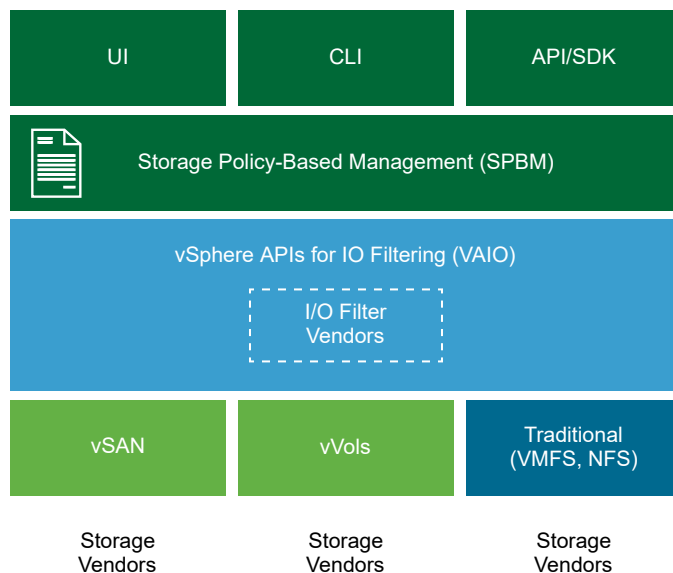 UI
CLI
API/SDK
Storage Policy-Based Management (SPBM)
vSphere APIs for IO Filtering (VAIO)
I/O Filter
Vendors
vSAN
vVols
Traditional
(VMFS, NFS)
Storage
Vendors
Storage
Vendors
Storage
Vendors